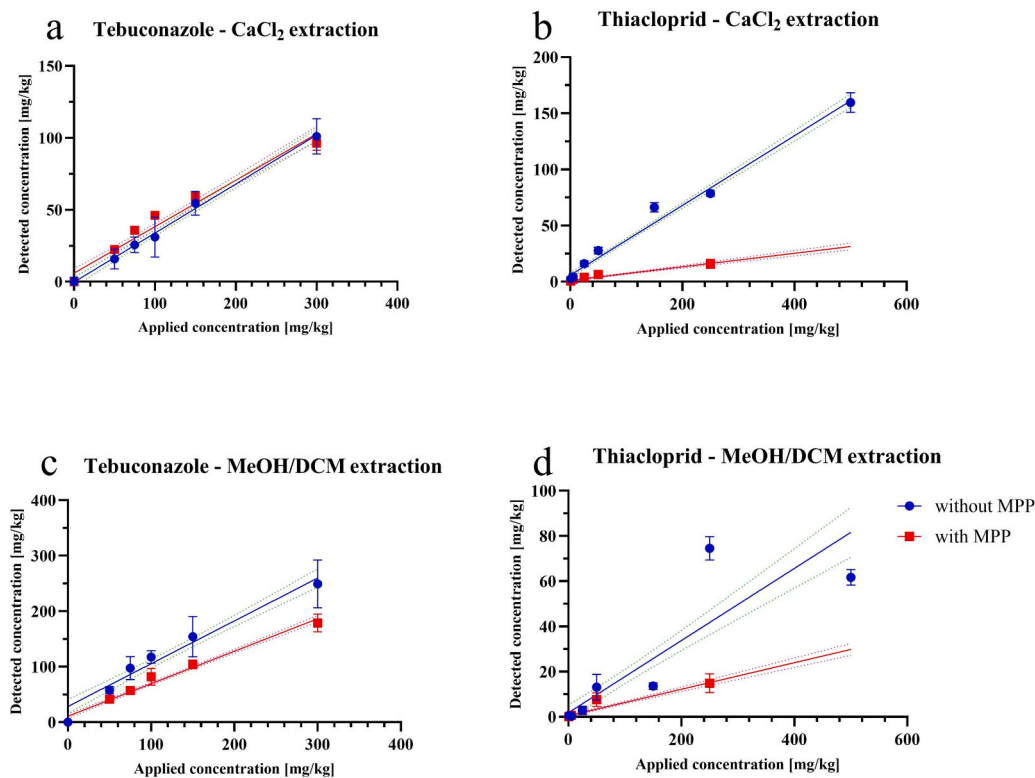 a
Tebuconazole - CaCl₂ extraction
Detected concentration [mg/kg]
150
100
50
0
0 100 200 300 400
Applied concentration [mg/kg]
b
Thiacloprid - CaCl₂ extraction
Detected concentration [mg/kg]
200
150
100
50
0
0 200 400 600
Applied concentration [mg/kg]
c
Tebuconazole - MeOH/DCM extraction
Detected concentration [mg/kg]
400
300
200
100
0
0 100 200 300 400
Applied concentration [mg/kg]
d
Thiacloprid - MeOH/DCM extraction
Detected concentration [mg/kg]
100
80
60
40
20
0
0 200 400 600
Applied concentration [mg/kg]
without MPP
with MPP